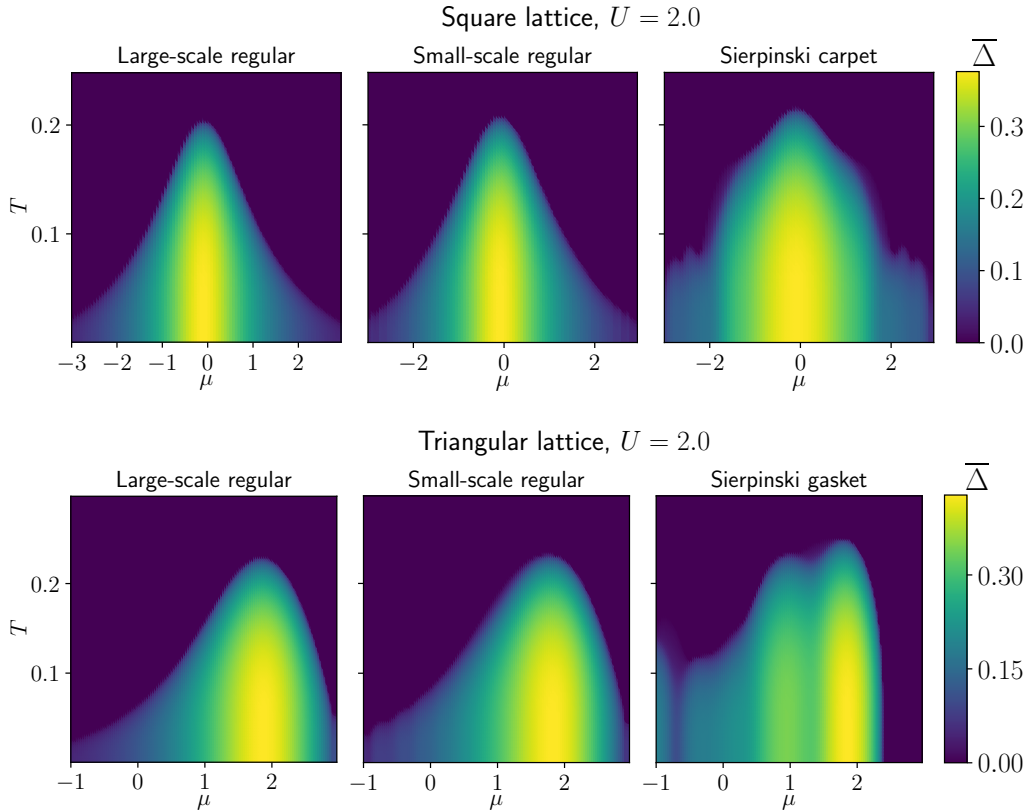 Square lattice, U = 2.0
Large-scale regular
Small-scale regular
Sierpinski carpet
Δ̅
T
0.2
0.1
−3 −2 −1 0 1 2
μ
−2 0 2
μ
−2 0 2
μ
0.3
0.2
0.1
0.0
Triangular lattice, U = 2.0
Large-scale regular
Small-scale regular
Sierpinski gasket
Δ̅
T
0.2
0.1
−1 0 1 2
μ
−1 0 1 2
μ
−1 0 1 2
μ
0.30
0.15
0.00